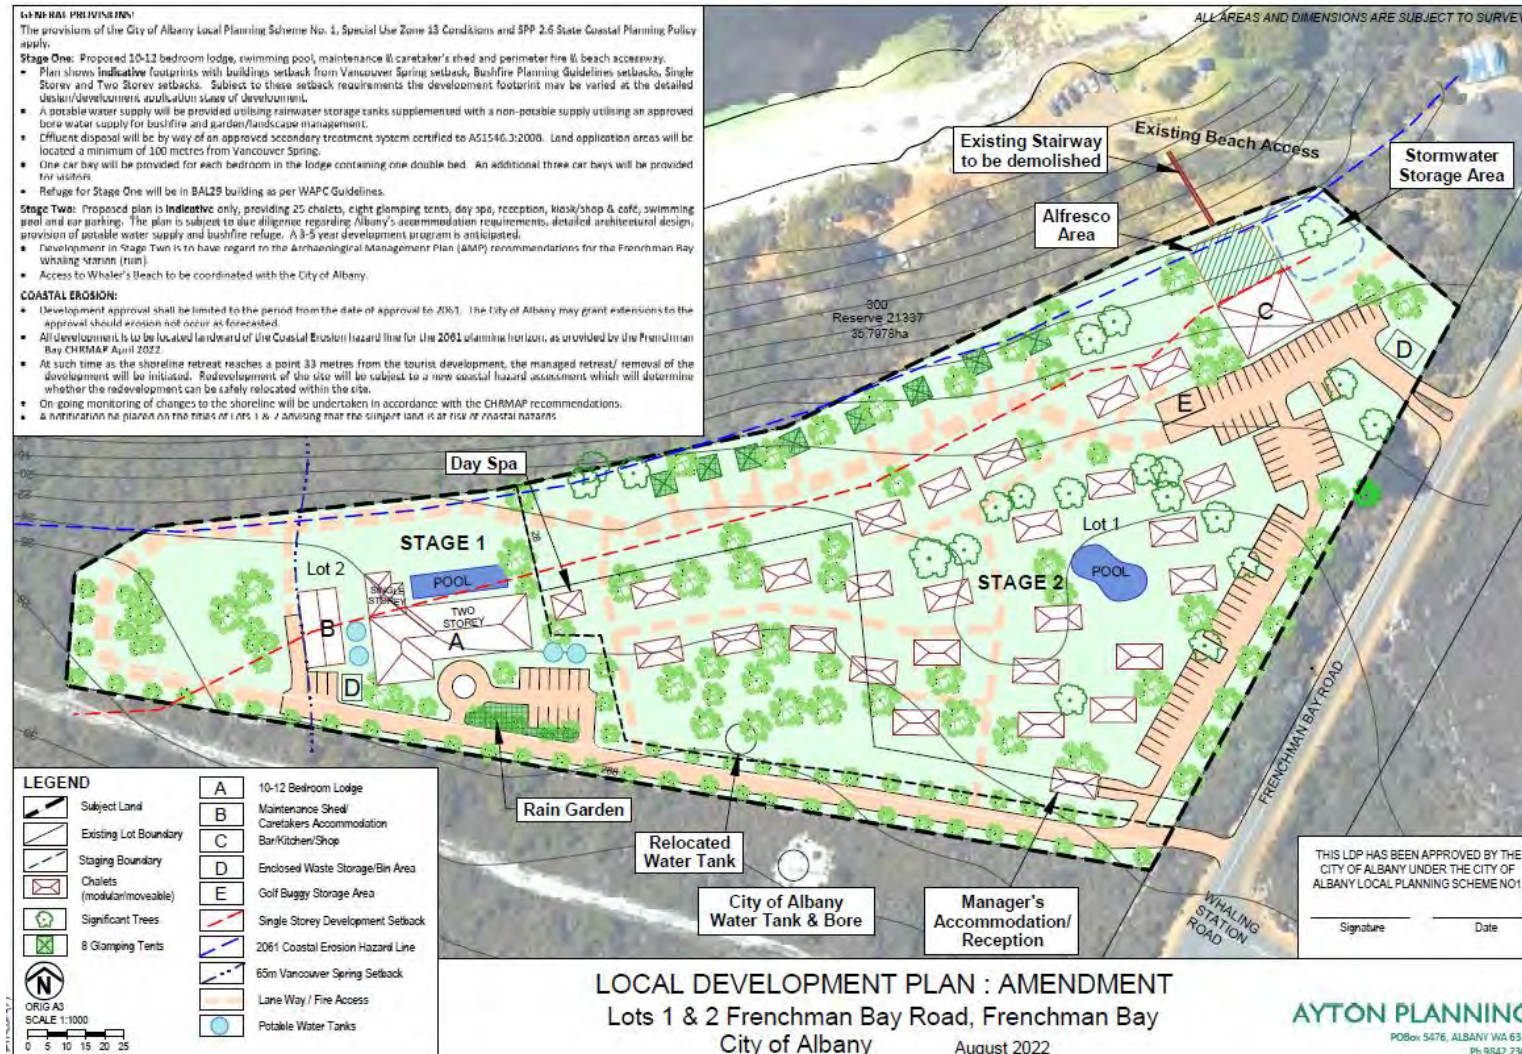 GENERAL PROVISIONS:
The provisions of the City of Albany Local Planning Scheme No. 1, Special Use Zone 13 Conditions and SPP 2.6 State Coastal Planning Policy
apply.
Stage One: Proposed 10-12 bedroom lodge, swimming pool, maintenance & caretaker's shed and perimeter fire & beach accessway.
• Plan shows indicative footprints with buildings setback from Vancouver Spring setback, Bushfire Planning Guidelines setbacks, Single
Storey and Two Storey setbacks. Subject to these setback requirements the development footprint may be varied at the detailed
design/development application stage of development.
• A potable water supply will be provided utilising rainwater storage tanks supplemented with a non-potable supply utilising an approved
bore water supply for bushfire and garden/landscape management.
• Effluent disposal will be by way of an approved secondary treatment system certified to AS1546.3:2008. Land application areas will be
located a minimum of 100 metres from Vancouver Spring.
• One car bay will be provided for each bedroom in the lodge containing one double bed. An additional three car bays will be provided
for visitors
• Refuge for Stage One will be in BAL29 building as per WAPC Guidelines.
Stage Two: Proposed plan is indicative only, providing 25 chalets, eight glamping tents, day spa, reception, kiosk/shop & café, swimming
pool and car parking. The plan is subject to due diligence regarding Albany's accommodation requirements, detailed architectural design,
provision of potable water supply and bushfire refuge. A 3-5 year development program is anticipated.
• Development in Stage Two is to have regard to the Archaeological Management Plan (AMP) recommendations for the Frenchman Bay
Whaling Station (ruin).
• Access to Whaler's Beach to be coordinated with the City of Albany.
COASTAL EROSION:
• Development approval shall be limited to the period from the date of approval to 2061. The City of Albany may grant extensions to the
approval should erosion not occur as forecasted.
• All development is to be located landward of the Coastal Erosion hazard line for the 2061 planning horizon, as provided by the Frenchman
Bay CHRMAP April 2022
• At such time as the shoreline retreat reaches a point 33 metres from the tourist development, the managed retreat/ removal of the
development will be initiated. Redevelopment of the site will be subject to a new coastal hazard assessment which will determine
whether the redevelopment can be safely relocated within the site.
• On-going monitoring of changes to the shoreline will be undertaken in accordance with the CHRMAP recommendations.
• A notification be placed on the titles of Lots 1 & 2 advising that the subject land is at risk of coastal hazards
ALL AREAS AND DIMENSIONS ARE SUBJECT TO SURVEY
Existing Stairway
to be demolished
Existing Beach Access
Stormwater
Storage Area
Alfresco
Area
300
Reserve 21337
35.7978ha
C
D
E
Day Spa
28
STAGE 1
Lot 2
POOL
SINGLE
STOREY
TWO
STOREY
A
B
D
Lot 1
STAGE 2
POOL
288
Rain Garden
Relocated
Water Tank
City of Albany
Water Tank & Bore
Manager's
Accommodation/
Reception
FRENCHMAN BAY ROAD
WHALING
STATION
ROAD
LEGEND
Subject Land
Existing Lot Boundary
Staging Boundary
Chalets
(modular/moveable)
Significant Trees
8 Glamping Tents
N
ORIG A3
SCALE 1:1000
0 5 10 15 20 25
A 10-12 Bedroom Lodge
B Maintenance Shed/
Caretakers Accommodation
C Bar/Kitchen/Shop
D Enclosed Waste Storage/Bin Area
E Golf Buggy Storage Area
Single Storey Development Setback
2061 Coastal Erosion Hazard Line
65m Vancouver Spring Setback
Lane Way / Fire Access
Potable Water Tanks
THIS LDP HAS BEEN APPROVED BY THE
CITY OF ALBANY UNDER THE CITY OF
ALBANY LOCAL PLANNING SCHEME NO1
Signature Date
LOCAL DEVELOPMENT PLAN : AMENDMENT
Lots 1 & 2 Frenchman Bay Road, Frenchman Bay
City of Albany August 2022
AYTON PLANNING
POBox 5476, ALBANY WA 63
Ph 9842 230